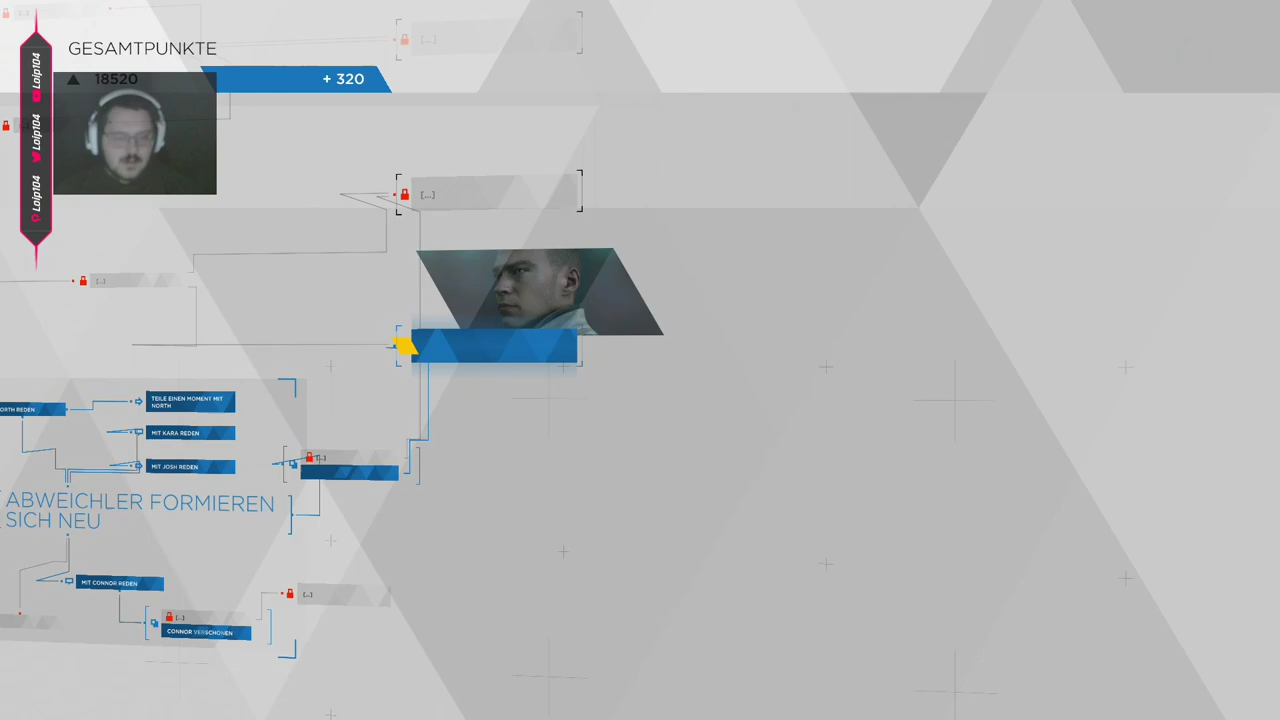 [...]
[...]
GESAMTPUNKTE
18520
+ 320
Loip104
Loip104
Loip104
[...]
[...]
ORTH REDEN
TEILE EINEN MOMENT MIT
NORTH
MIT KARA REDEN
MIT JOSH REDEN
[...]
ABWEICHLER FORMIEREN
SICH NEU
MIT CONNOR REDEN
[...]
[...]
CONNOR VERSCHONEN